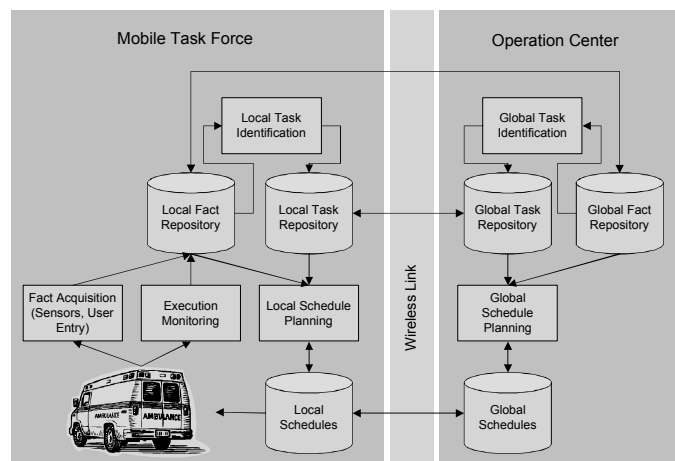 Mobile Task Force
Operation Center
Local Task
Identification
Global Task
Identification
Local Fact
Repository
Local Task
Repository
Global Task
Repository
Global Fact
Repository
Wireless Link
Fact Acquisition
(Sensors, User
Entry)
Execution
Monitoring
Local Schedule
Planning
Global
Schedule
Planning
Local
Schedules
Global
Schedules
AMBULANCE
AMBULANCE